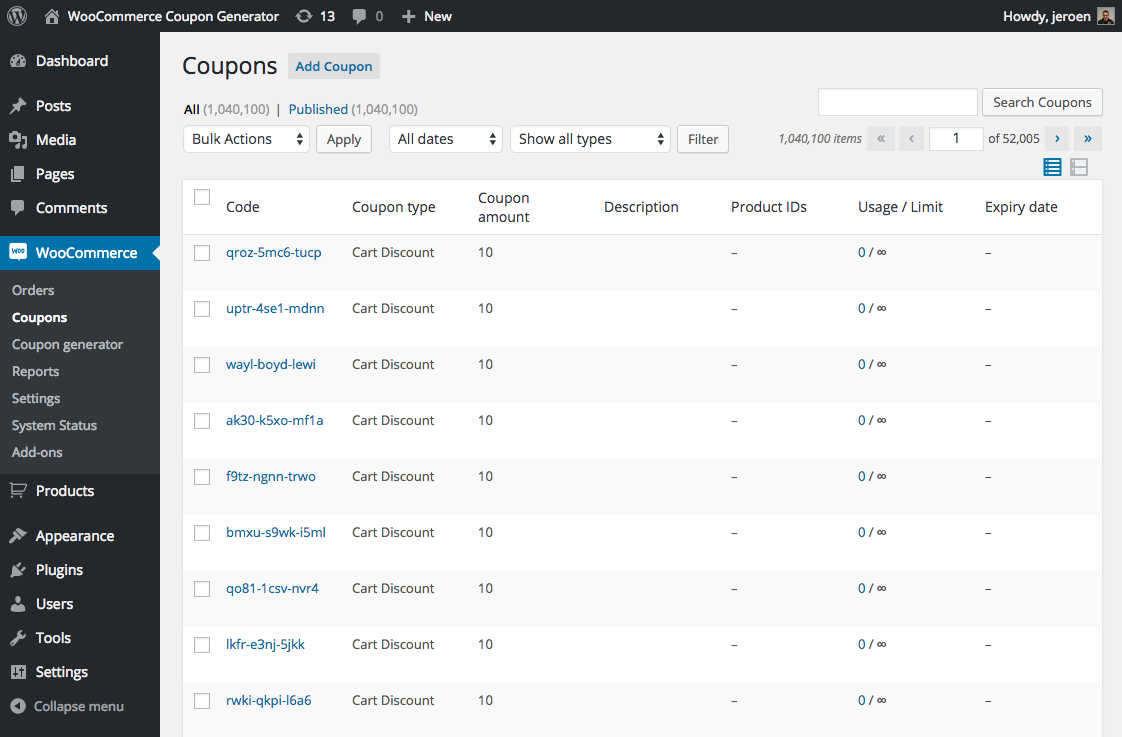 WooCommerce Coupon Generator 13 0 + New Howdy, jeroen
Dashboard
Posts
Media
Pages
Comments
WOO WooCommerce
Orders
Coupons
Coupon generator
Reports
Settings
System Status
Add-ons
Products
Appearance
Plugins
Users
Tools
Settings
Collapse menu
Coupons Add Coupon
All (1,040,100) | Published (1,040,100)
Search Coupons
Bulk Actions Apply All dates Show all types Filter 1,040,100 items « ‹ 1 of 52,005 › »
Code Coupon type Coupon amount Description Product IDs Usage / Limit Expiry date
qroz-5mc6-tucp Cart Discount 10 – 0 / ∞ –
uptr-4se1-mdnn Cart Discount 10 – 0 / ∞ –
wayl-boyd-lewi Cart Discount 10 – 0 / ∞ –
ak30-k5xo-mf1a Cart Discount 10 – 0 / ∞ –
f9tz-ngnn-trwo Cart Discount 10 – 0 / ∞ –
bmxu-s9wk-i5ml Cart Discount 10 – 0 / ∞ –
qo81-1csv-nvr4 Cart Discount 10 – 0 / ∞ –
lkfr-e3nj-5jkk Cart Discount 10 – 0 / ∞ –
rwki-qkpi-l6a6 Cart Discount 10 – 0 / ∞ –